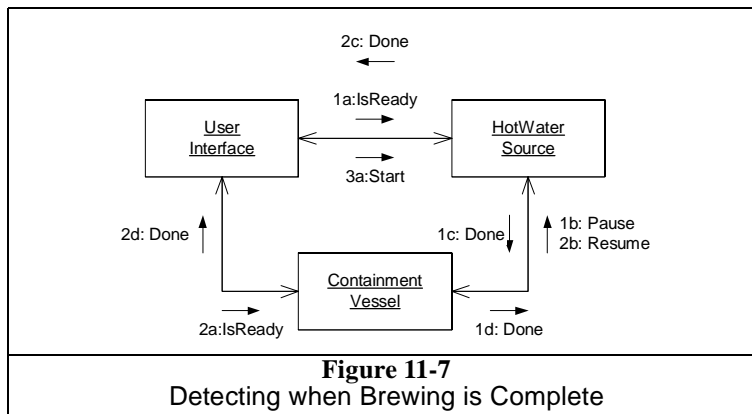 2c: Done
1a:IsReady
User
Interface
HotWater
Source
3a:Start
2d: Done
1c: Done
1b: Pause
2b: Resume
Containment
Vessel
2a:IsReady
1d: Done
Figure 11-7
Detecting when Brewing is Complete